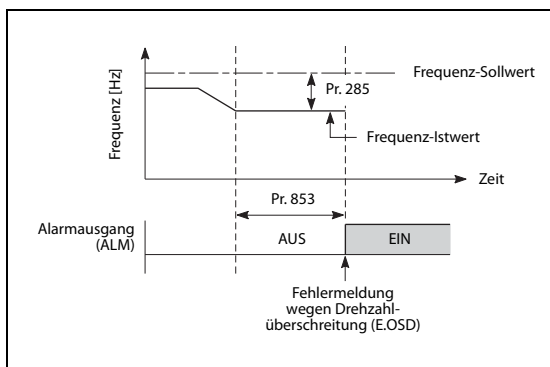 Frequenz [Hz]
Frequenz-Sollwert
Pr. 285
Frequenz-Istwert
Zeit
Pr. 853
Alarmausgang
(ALM)
AUS
EIN
Fehlermeldung
wegen Drehzahl-
überschreitung (E.OSD)